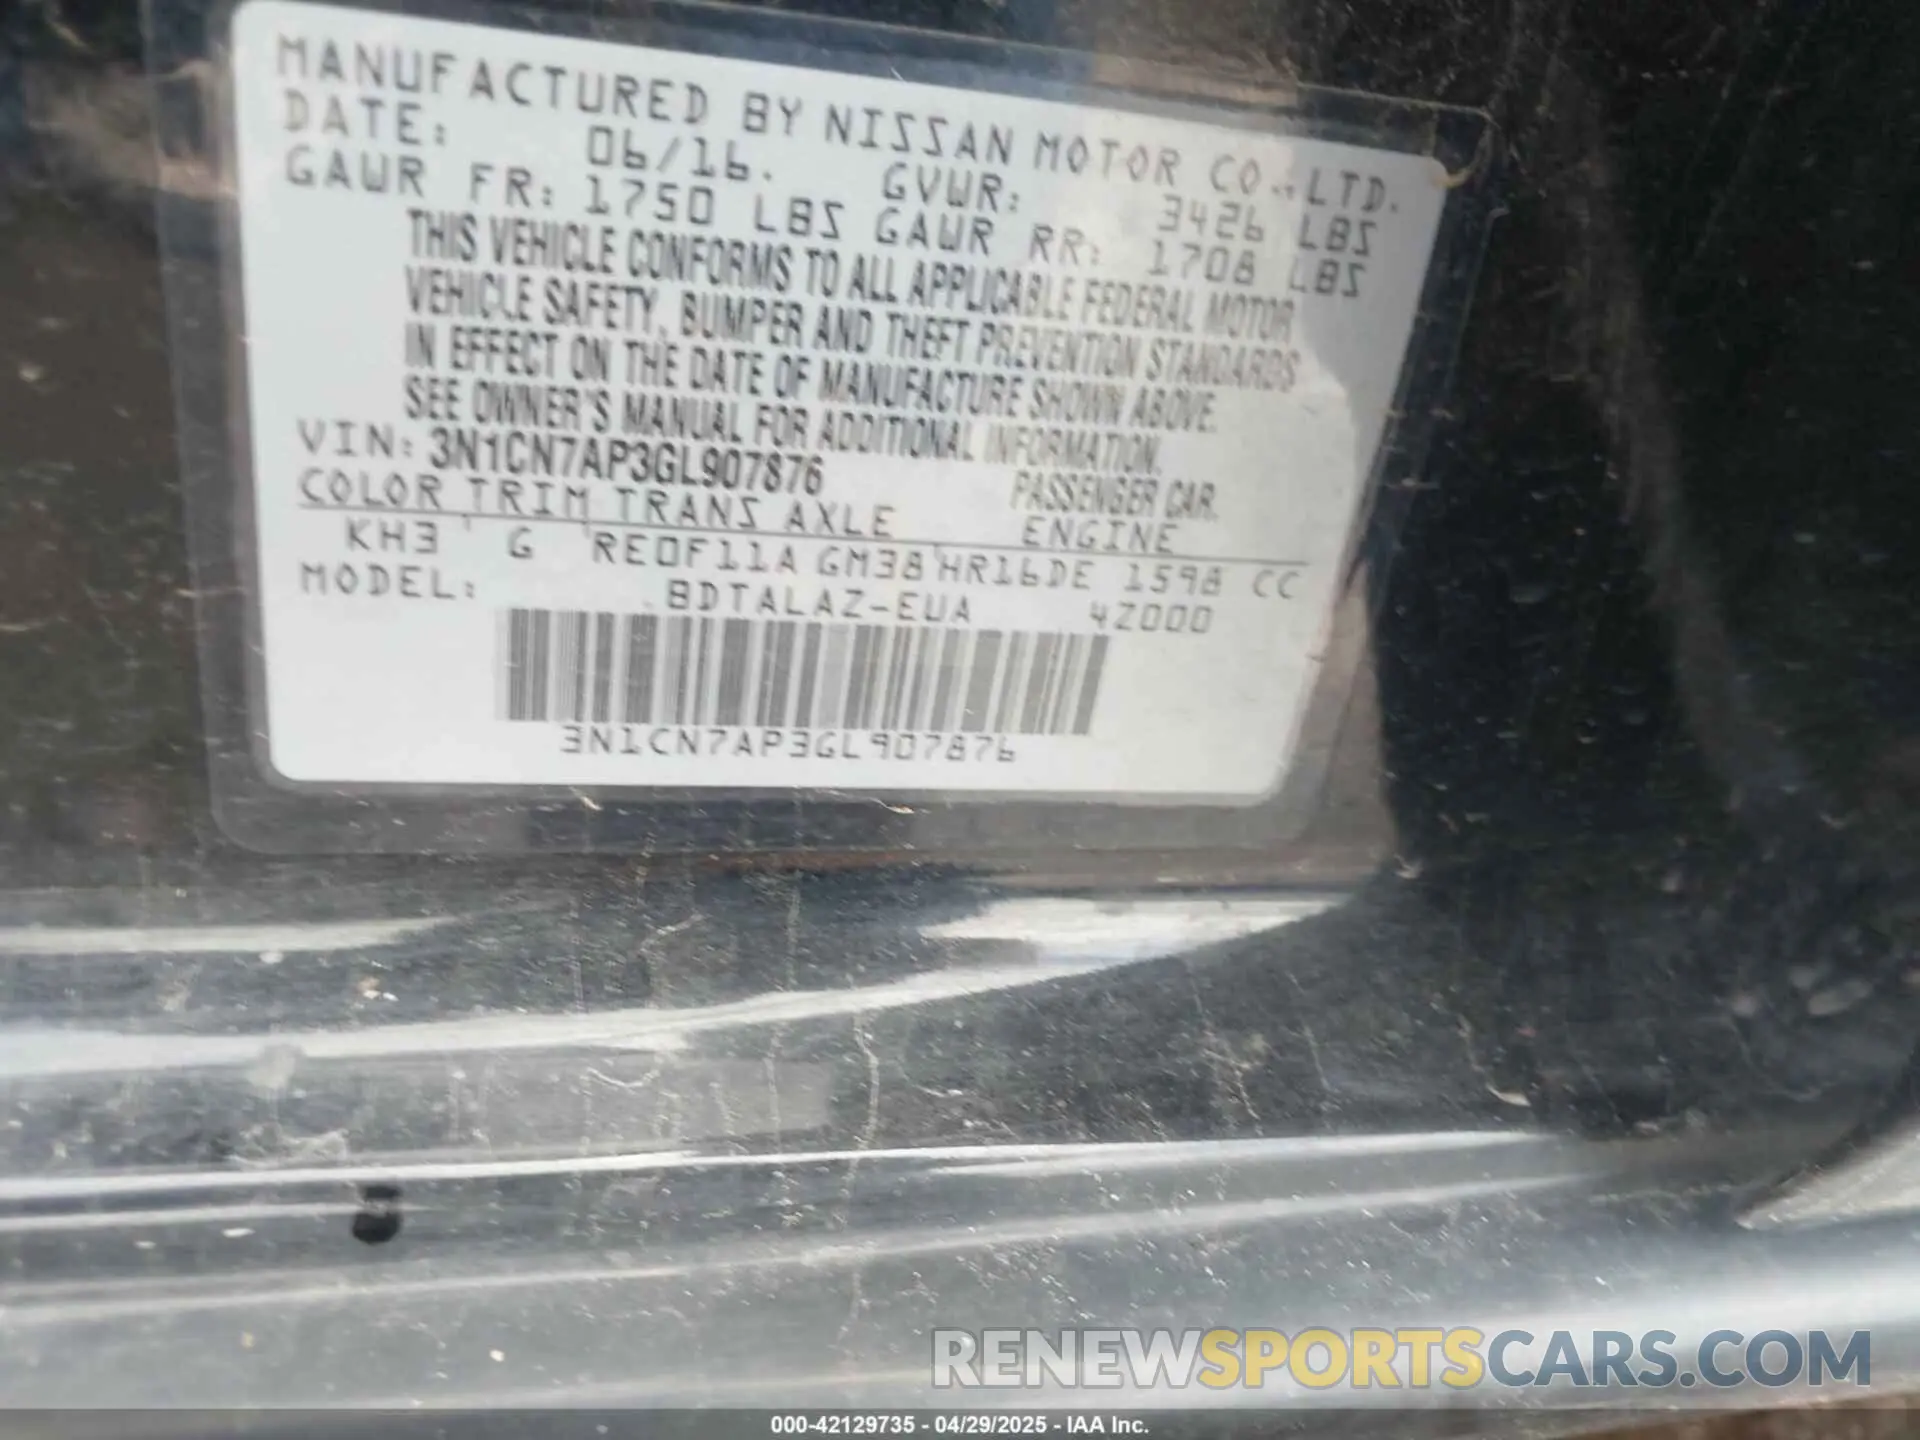 MANUFACTURED BY NISSAN MOTOR CO.,LTD.
DATE: 06/16. GVWR: 3426 LBS
GAWR FR: 1750 LBS GAWR RR: 1708 LBS
THIS VEHICLE CONFORMS TO ALL APPLICABLE FEDERAL MOTOR
VEHICLE SAFETY, BUMPER AND THEFT PREVENTION STANDARDS
IN EFFECT ON THE DATE OF MANUFACTURE SHOWN ABOVE.
SEE OWNER'S MANUAL FOR ADDITIONAL INFORMATION.
VIN: 3N1CN7AP3GL907876 PASSENGER CAR.
COLOR TRIM TRANS AXLE ENGINE
KH3 G RE0F11A GM38 HR16DE 1598 CC
MODEL: BDTALAZ-EUA 4Z000
3N1CN7AP3GL907876
RENEWSPORTSCARS.COM
000-42129735 - 04/29/2025 - IAA Inc.